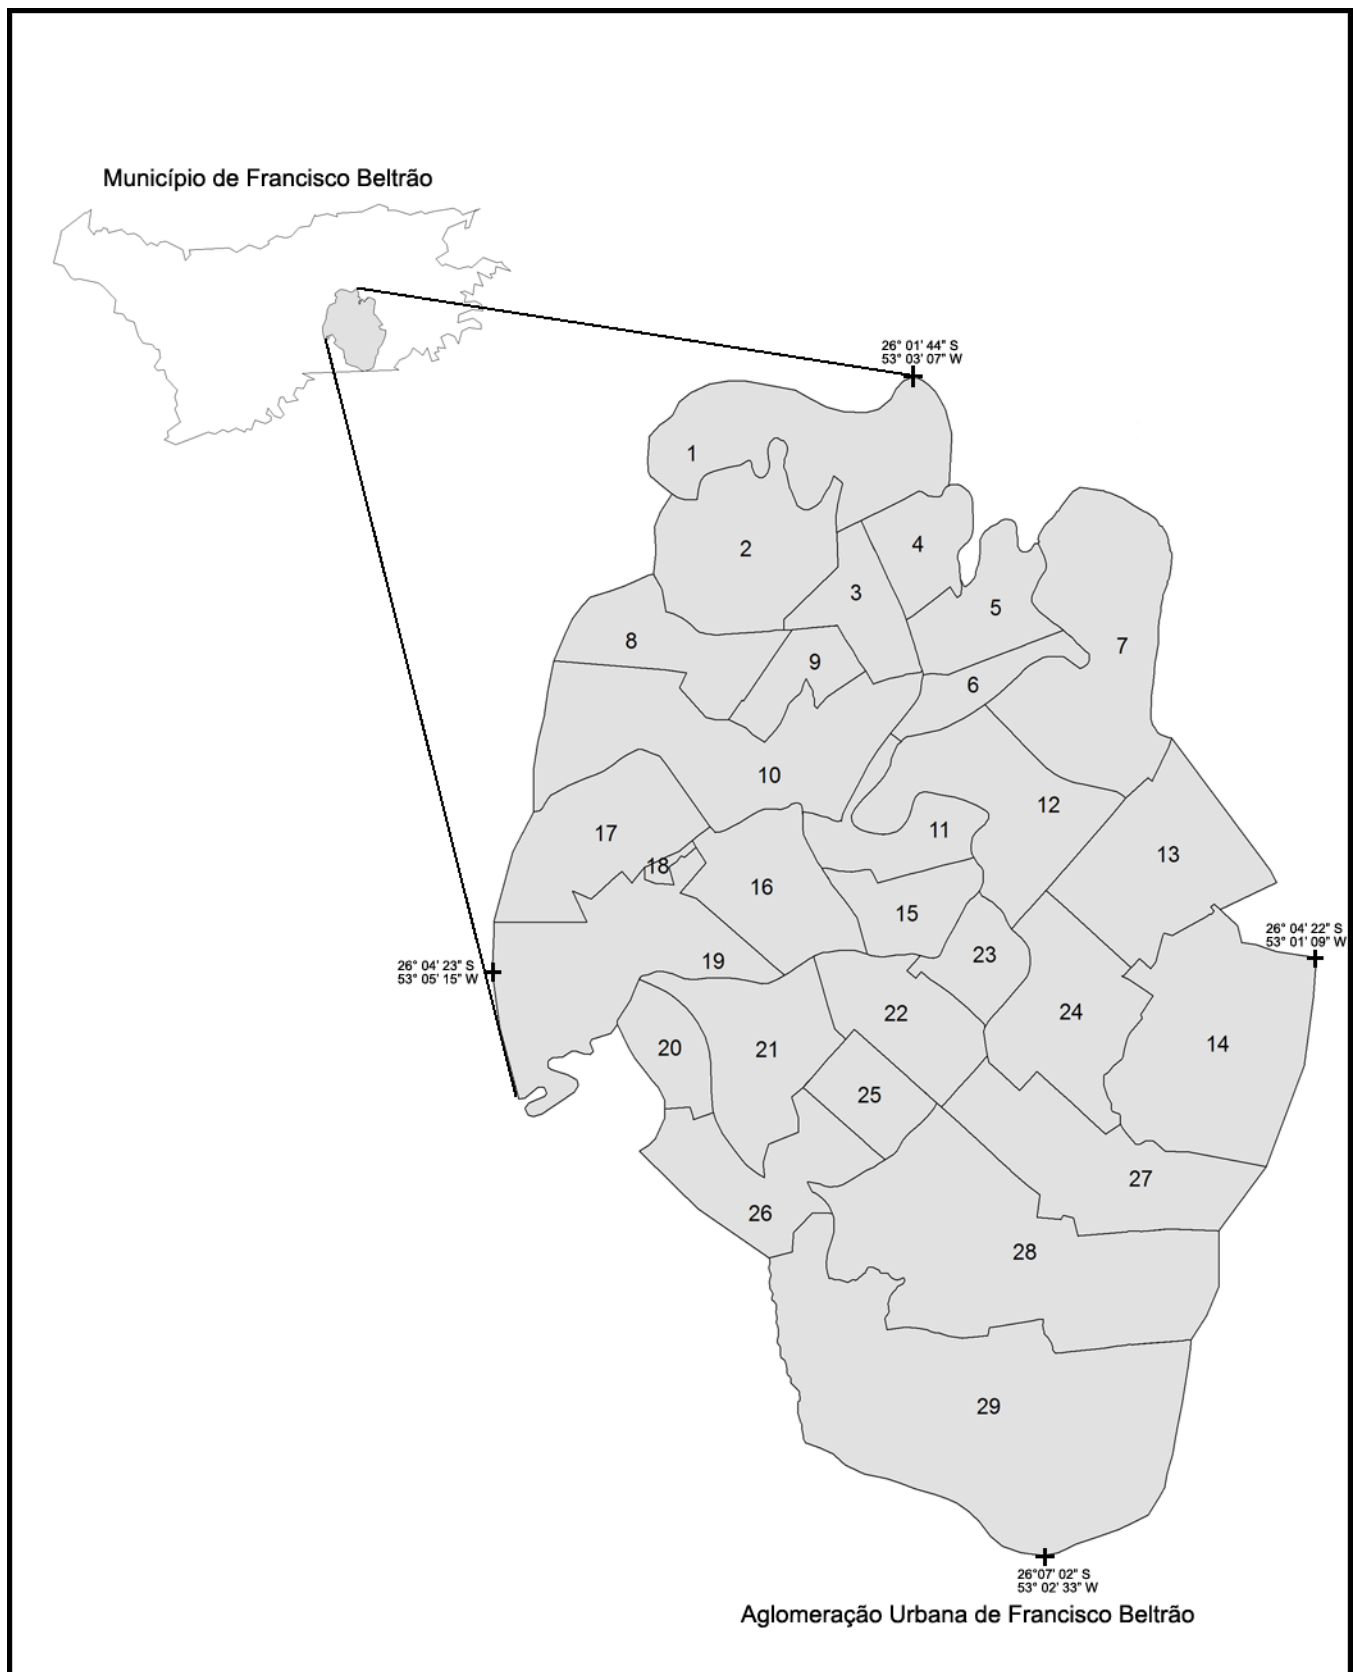 Município de Francisco Beltrão
26° 01' 44" S
53° 03' 07" W
1
2
4
3
5
8
7
9
6
10
12
11
17
13
18
16
15
26° 04' 22" S
53° 01' 09" W
23
19
26° 04' 23" S
53° 05' 15" W
24
22
14
20
21
25
27
26
28
29
26°07' 02" S
53° 02' 33" W
Aglomeração Urbana de Francisco Beltrão